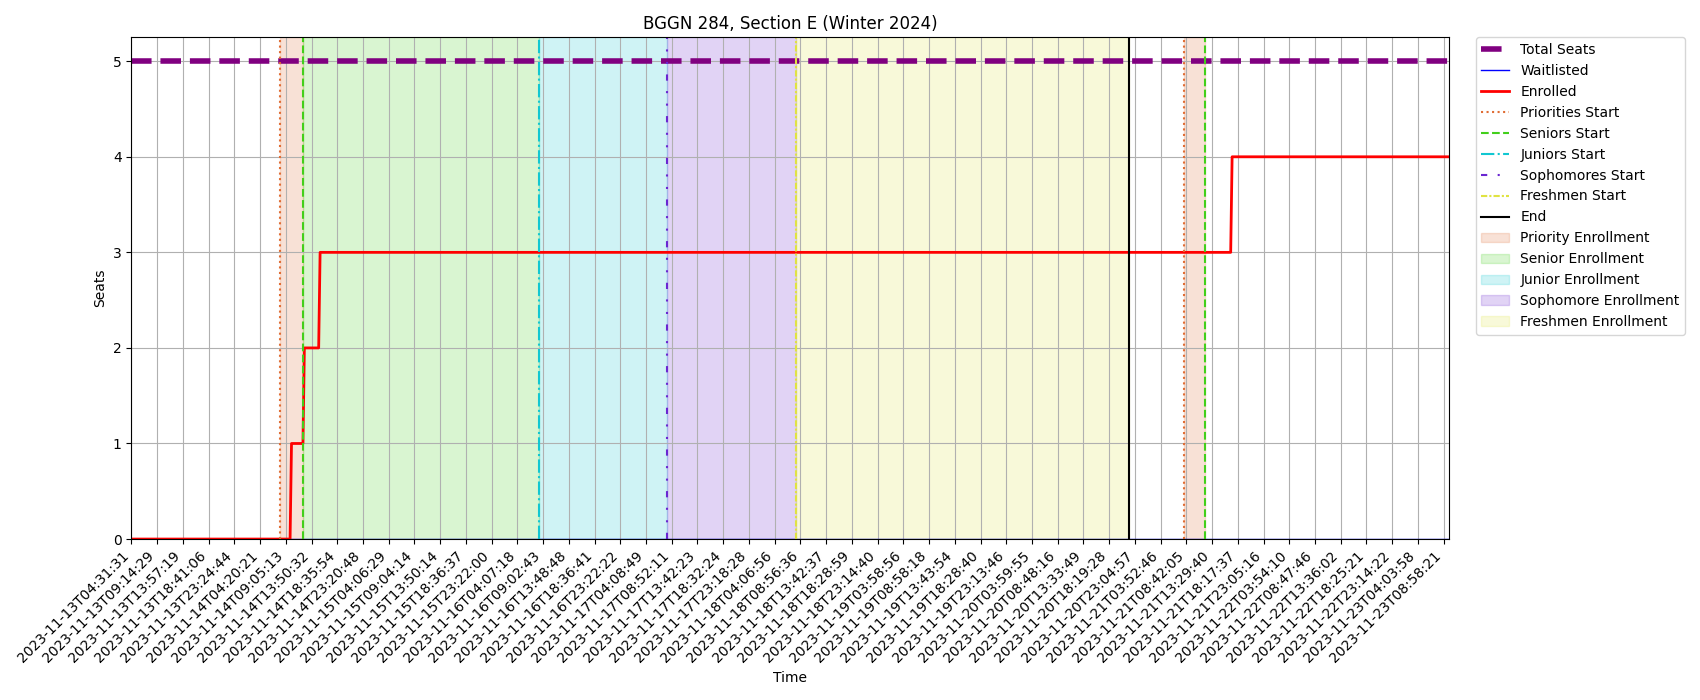 BGGN 284, Section E (Winter 2024)
5
4
3
2
1
0
Seats
2023-11-13T04:31:31
2023-11-13T09:14:29
2023-11-13T13:57:19
2023-11-13T18:41:06
2023-11-13T23:24:44
2023-11-14T04:20:21
2023-11-14T09:05:13
2023-11-14T13:50:32
2023-11-14T18:35:54
2023-11-14T23:20:48
2023-11-15T04:06:29
2023-11-15T09:04:14
2023-11-15T13:50:14
2023-11-15T18:36:37
2023-11-15T23:22:00
2023-11-16T04:07:18
2023-11-16T09:02:43
2023-11-16T13:48:48
2023-11-16T18:36:41
2023-11-16T23:22:22
2023-11-17T04:08:49
2023-11-17T08:52:11
2023-11-17T13:42:23
2023-11-17T18:32:24
2023-11-17T23:18:28
2023-11-18T04:06:56
2023-11-18T08:56:36
2023-11-18T13:42:37
2023-11-18T18:28:59
2023-11-18T23:14:40
2023-11-19T03:58:56
2023-11-19T08:58:18
2023-11-19T13:43:54
2023-11-19T18:28:40
2023-11-19T23:13:46
2023-11-20T03:59:55
2023-11-20T08:48:16
2023-11-20T13:33:49
2023-11-20T18:19:28
2023-11-20T23:04:57
2023-11-21T03:52:46
2023-11-21T08:42:05
2023-11-21T13:29:40
2023-11-21T18:17:37
2023-11-21T23:05:16
2023-11-22T03:54:10
2023-11-22T08:47:46
2023-11-22T13:36:02
2023-11-22T18:25:21
2023-11-22T23:14:22
2023-11-23T04:03:58
2023-11-23T08:58:21
Time
Total Seats
Waitlisted
Enrolled
Priorities Start
Seniors Start
Juniors Start
Sophomores Start
Freshmen Start
End
Priority Enrollment
Senior Enrollment
Junior Enrollment
Sophomore Enrollment
Freshmen Enrollment